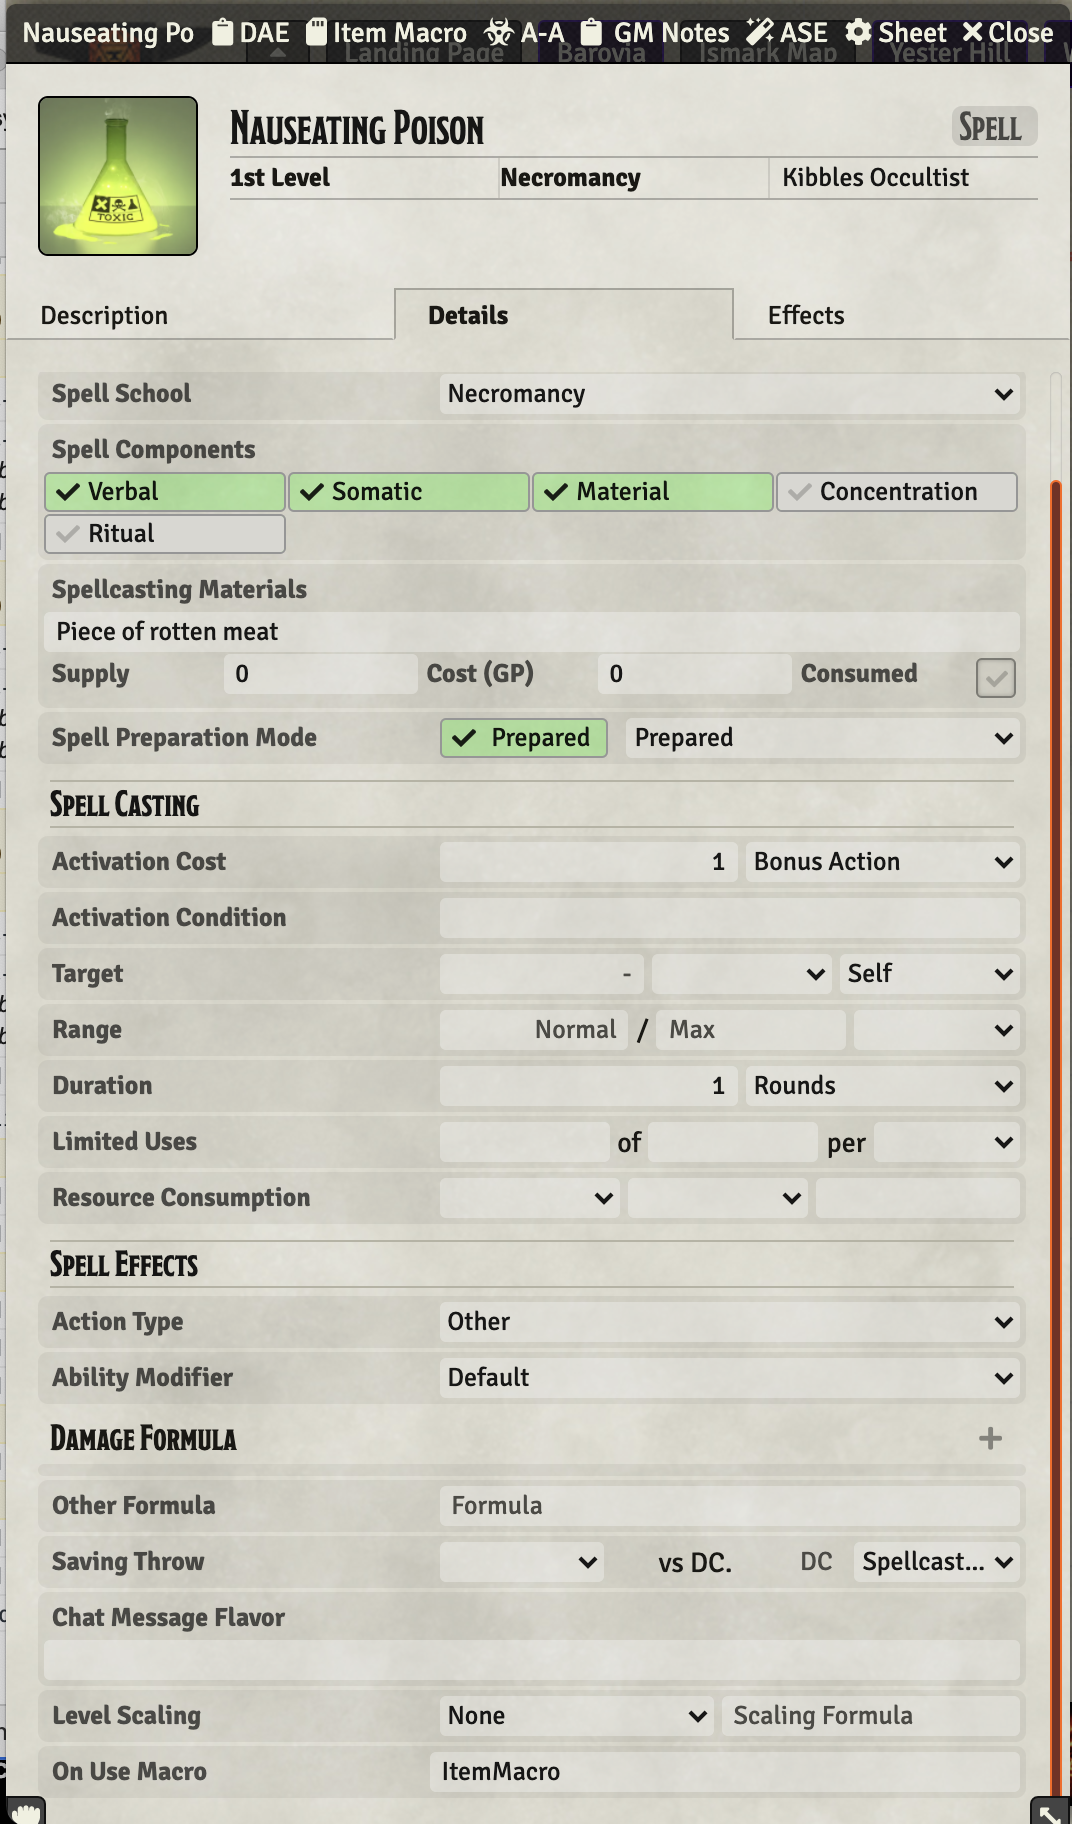 Nauseating Po DAE Item Macro A-A GM Notes ASE Sheet Close
Landing Page Barovia Ismark Map Yester Hill
TOXIC
Nauseating Poison Spell
1st Level Necromancy Kibbles Occultist
Description Details Effects
Spell School Necromancy
Spell Components
Verbal Somatic Material Concentration
Ritual
Spellcasting Materials
Piece of rotten meat
Supply 0 Cost (GP) 0 Consumed
Spell Preparation Mode Prepared Prepared
Spell Casting
Activation Cost 1 Bonus Action
Activation Condition
Target - Self
Range Normal / Max
Duration 1 Rounds
Limited Uses of per
Resource Consumption
Spell Effects
Action Type Other
Ability Modifier Default
Damage Formula +
Other Formula Formula
Saving Throw vs DC. DC Spellcast...
Chat Message Flavor
Level Scaling None Scaling Formula
On Use Macro ItemMacro